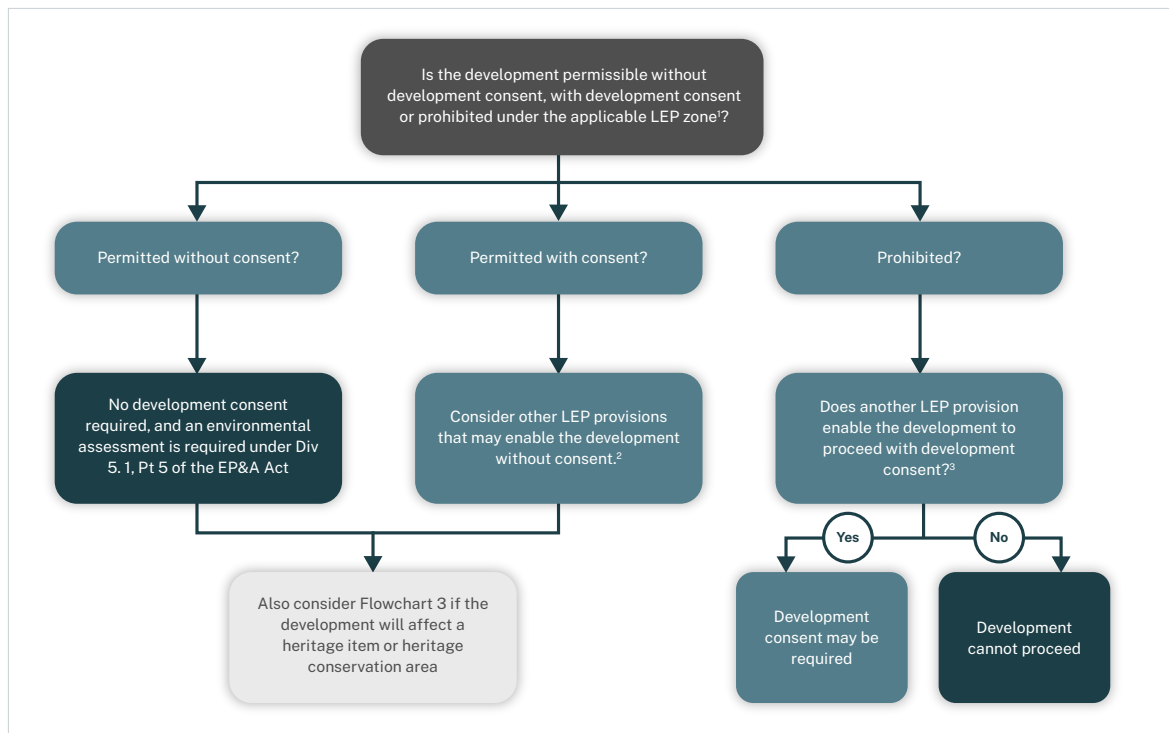 Is the development permissible without
development consent, with development consent
or prohibited under the applicable LEP zone¹?
Permitted without consent?
Permitted with consent?
Prohibited?
No development consent
required, and an environmental
assessment is required under Div
5. 1, Pt 5 of the EP&A Act
Consider other LEP provisions
that may enable the development
without consent.²
Does another LEP provision
enable the development to
proceed with development
consent?³
Yes
No
Also consider Flowchart 3 if the
development will affect a
heritage item or heritage
conservation area
Development
consent may be
required
Development
cannot proceed